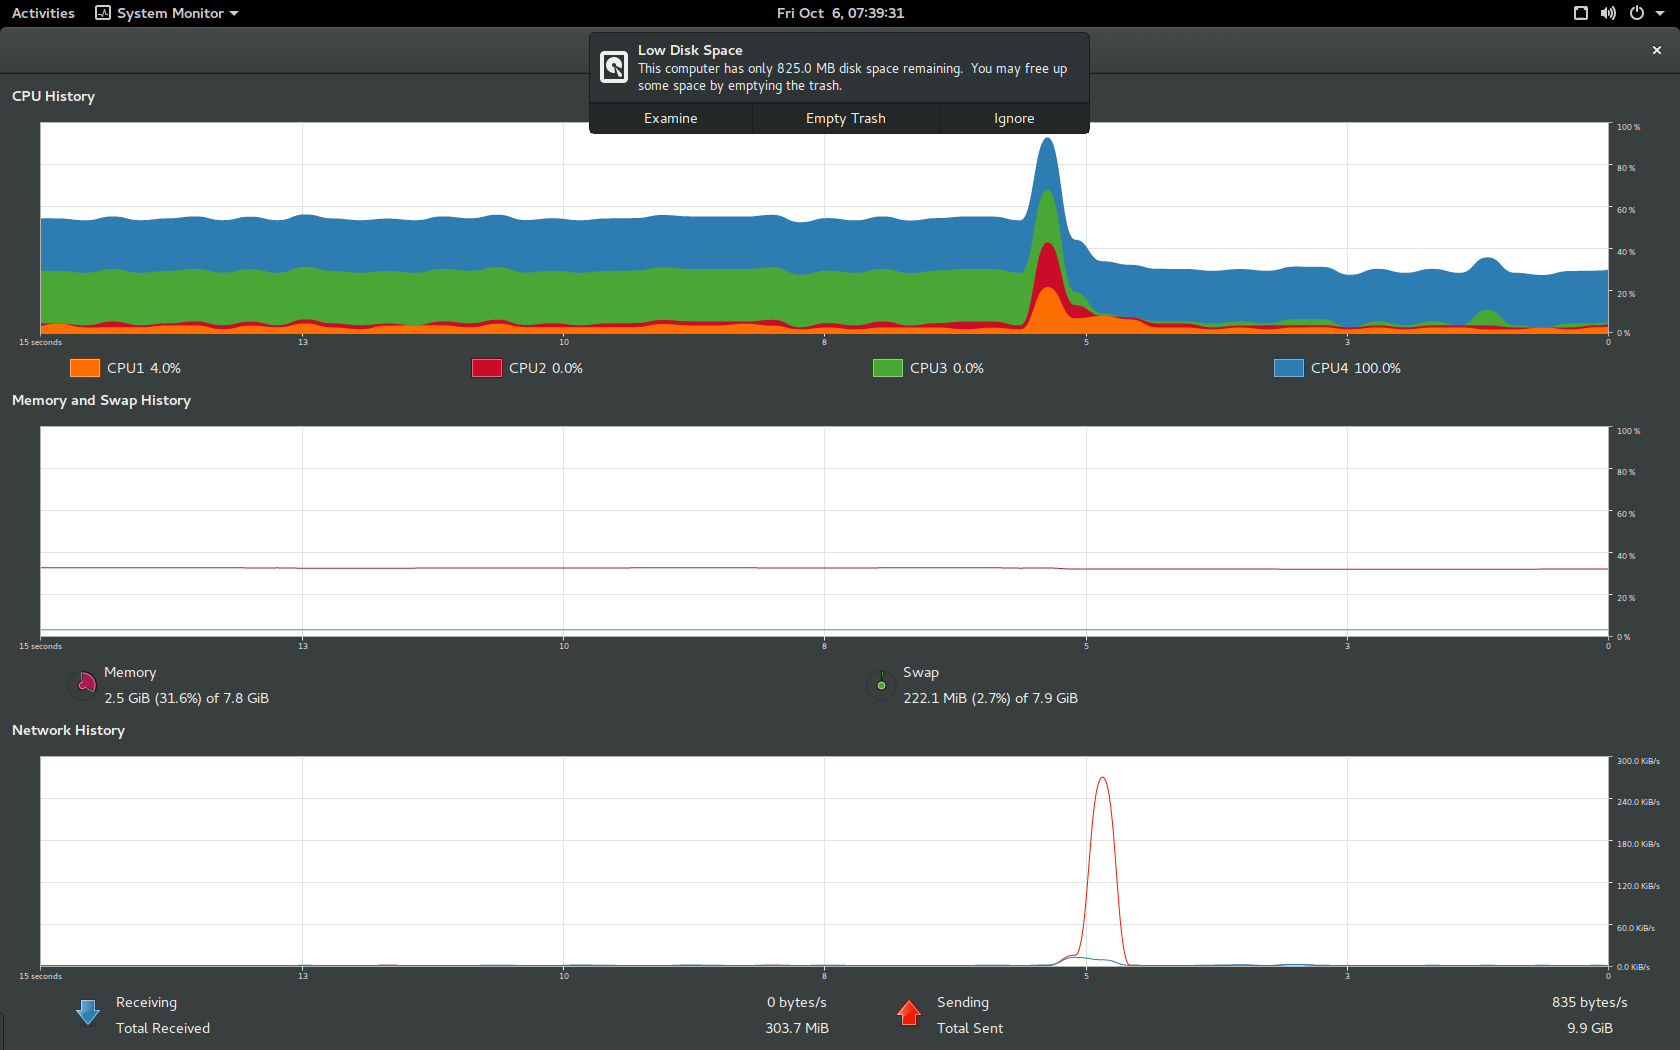 Activities System Monitor Fri Oct 6, 07:39:31
Low Disk Space
This computer has only 825.0 MB disk space remaining. You may free up
some space by emptying the trash.
Examine Empty Trash Ignore
CPU History
100 %
80 %
60 %
40 %
20 %
0 %
15 seconds 13 10 8 5 3 0
CPU1 4.0% CPU2 0.0% CPU3 0.0% CPU4 100.0%
Memory and Swap History
100 %
80 %
60 %
40 %
20 %
0 %
15 seconds 13 10 8 5 3 0
Memory Swap
2.5 GiB (31.6%) of 7.8 GiB 222.1 MiB (2.7%) of 7.9 GiB
Network History
300.0 KiB/s
240.0 KiB/s
180.0 KiB/s
120.0 KiB/s
60.0 KiB/s
0.0 KiB/s
15 seconds 13 10 8 5 3 0
Receiving 0 bytes/s Sending 835 bytes/s
Total Received 303.7 MiB Total Sent 9.9 GiB